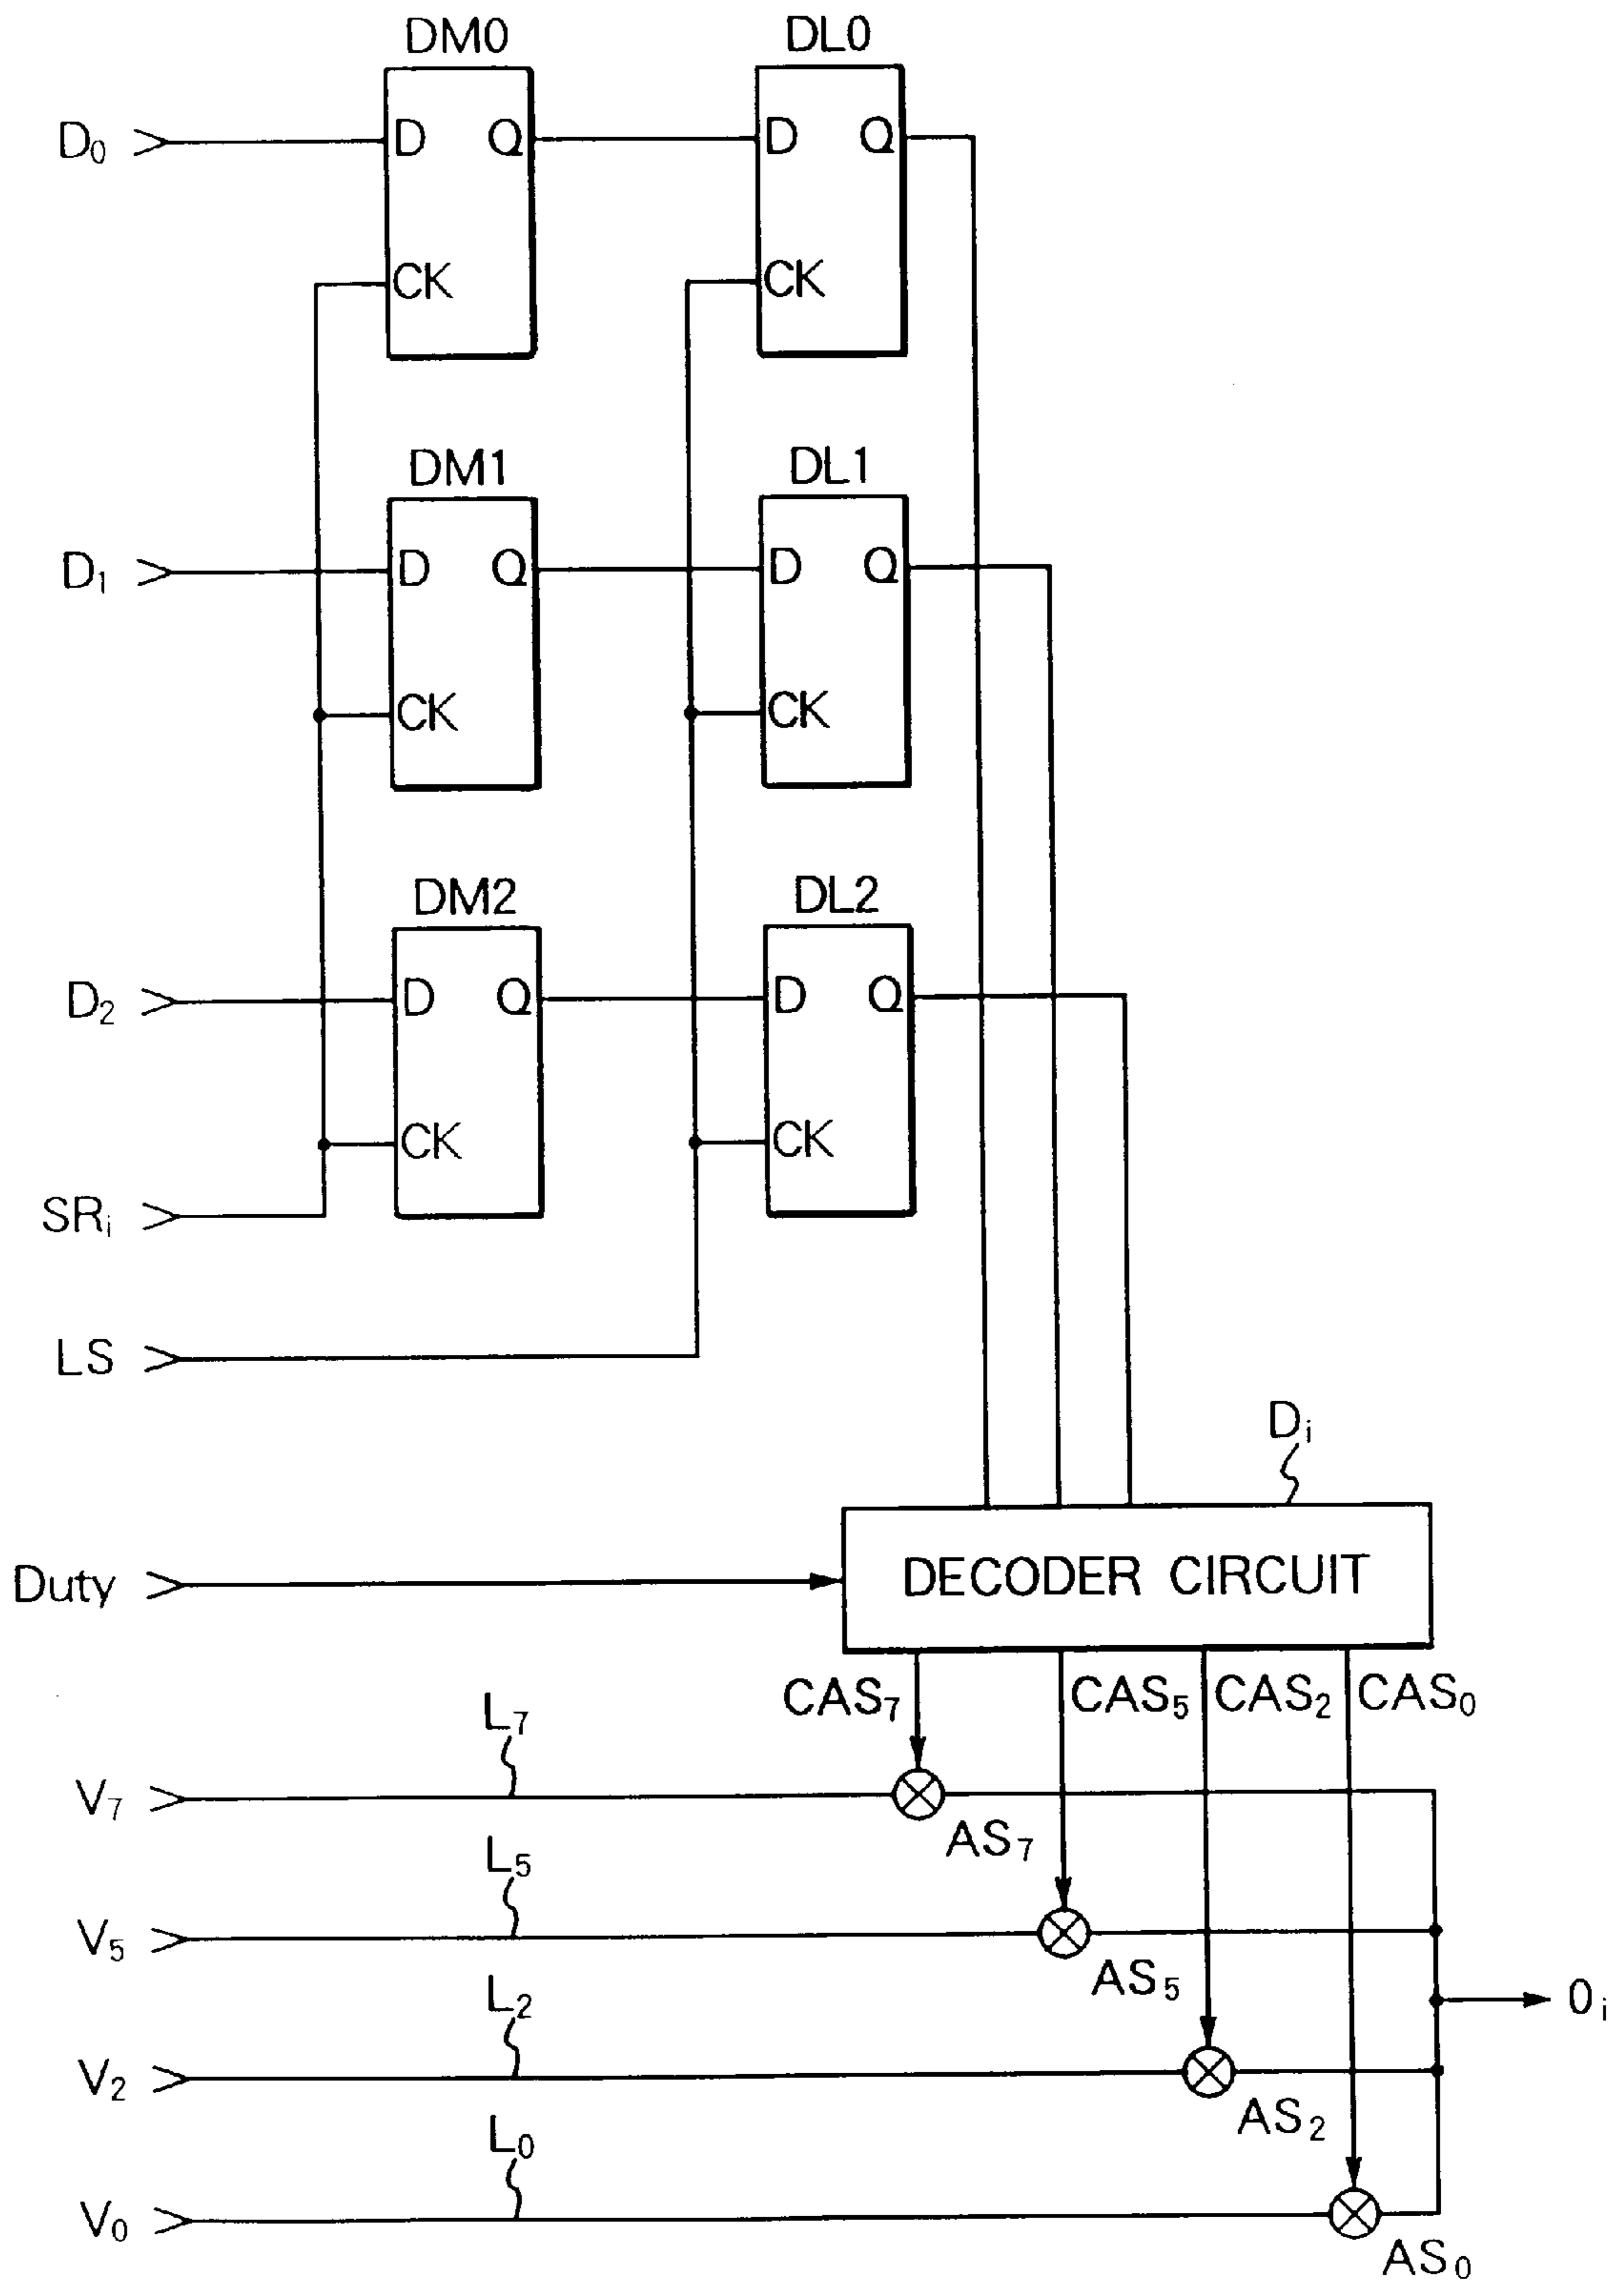 DM0 DL0
D₀ D Q D Q
CK CK
DM1 DL1
D₁ D Q D Q
CK CK
DM2 DL2
D₂ D Q D Q
CK CK
SRᵢ
LS
Dᵢ
Duty DECODER CIRCUIT
CAS₇ CAS₅ CAS₂ CAS₀
L₇
V₇
AS₇
L₅
V₅
AS₅
L₂
Oᵢ
V₂
AS₂
L₀
V₀
AS₀